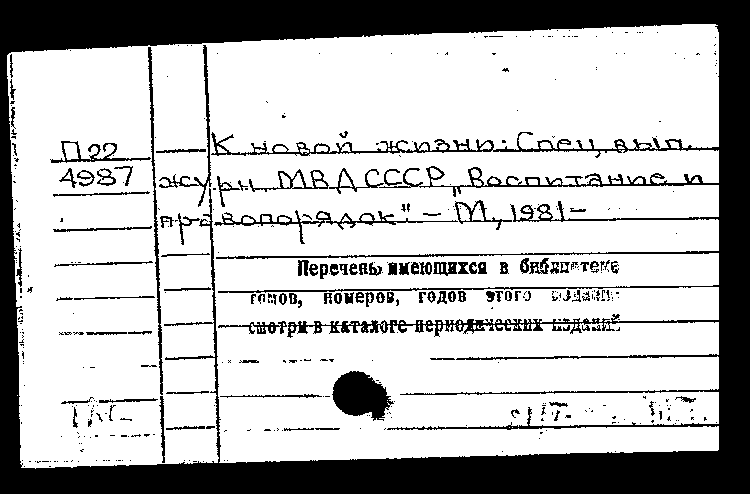 П22 К новой жизни: Спец. вып.
4987 журн. МВД СССР „Воспитание и
правопорядок". – М., 1981 –
Перечень имеющихся в библиотеке
томов, номеров, годов этого издания
смотри в каталоге периодических изданий